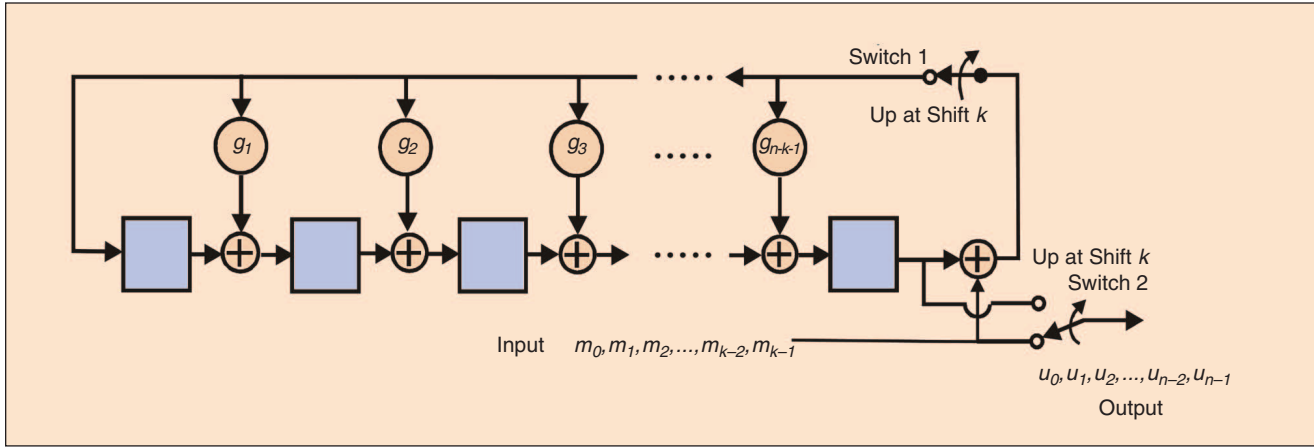 Switch 1
Up at Shift k
g1 g2 g3 ..... gn-k-1
Up at Shift k
Switch 2
Input m0,m1,m2,...,mk–2,mk–1
u0,u1,u2,...,un–2,un–1
Output